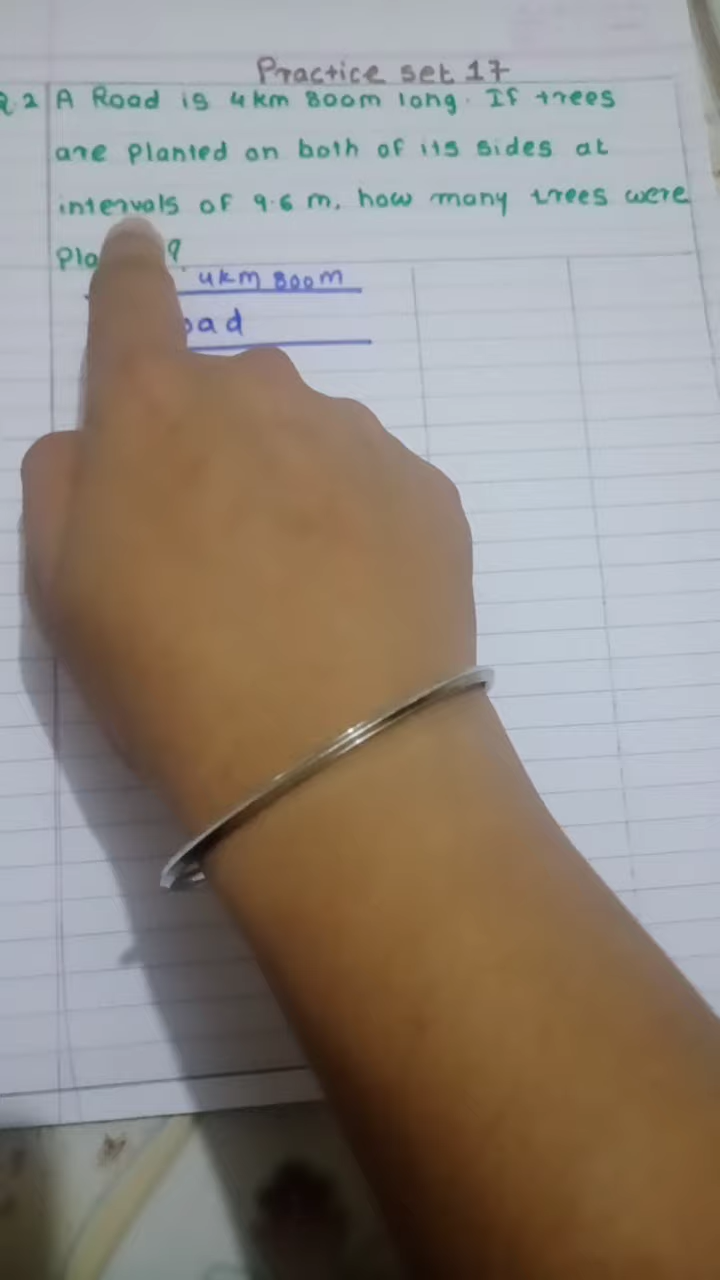 Practice set 17
Q.2 A Road is 4km 800m long. If trees
are planted on both of its sides at
intervals of 9.6 m, how many trees were
?
4km 800m